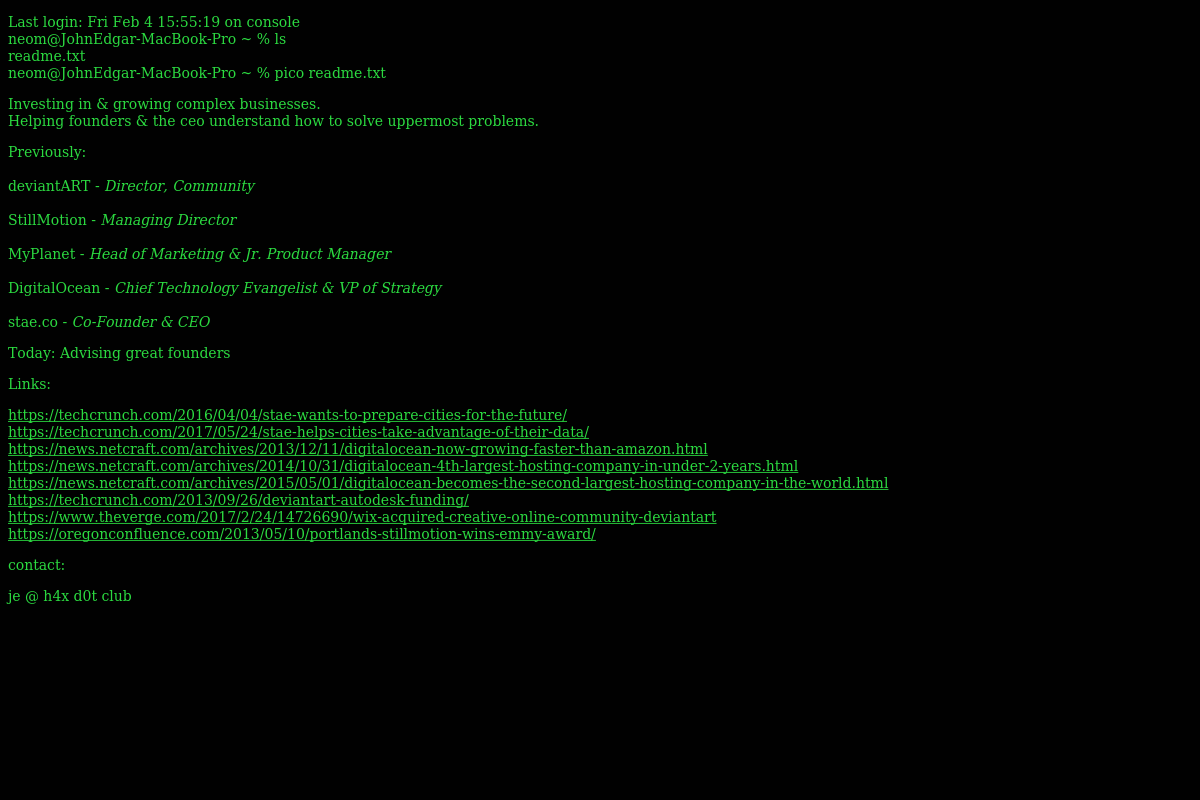 Last login: Fri Feb 4 15:55:19 on console
neom@JohnEdgar-MacBook-Pro ~ % ls
readme.txt
neom@JohnEdgar-MacBook-Pro ~ % pico readme.txt
Investing in & growing complex businesses.
Helping founders & the ceo understand how to solve uppermost problems.
Previously:
deviantART - Director, Community
StillMotion - Managing Director
MyPlanet - Head of Marketing & Jr. Product Manager
DigitalOcean - Chief Technology Evangelist & VP of Strategy
stae.co - Co-Founder & CEO
Today: Advising great founders
Links:
https://techcrunch.com/2016/04/04/stae-wants-to-prepare-cities-for-the-future/
https://techcrunch.com/2017/05/24/stae-helps-cities-take-advantage-of-their-data/
https://news.netcraft.com/archives/2013/12/11/digitalocean-now-growing-faster-than-amazon.html
https://news.netcraft.com/archives/2014/10/31/digitalocean-4th-largest-hosting-company-in-under-2-years.html
https://news.netcraft.com/archives/2015/05/01/digitalocean-becomes-the-second-largest-hosting-company-in-the-world.html
https://techcrunch.com/2013/09/26/deviantart-autodesk-funding/
https://www.theverge.com/2017/2/24/14726690/wix-acquired-creative-online-community-deviantart
https://oregonconfluence.com/2013/05/10/portlands-stillmotion-wins-emmy-award/
contact:
je @ h4x d0t club